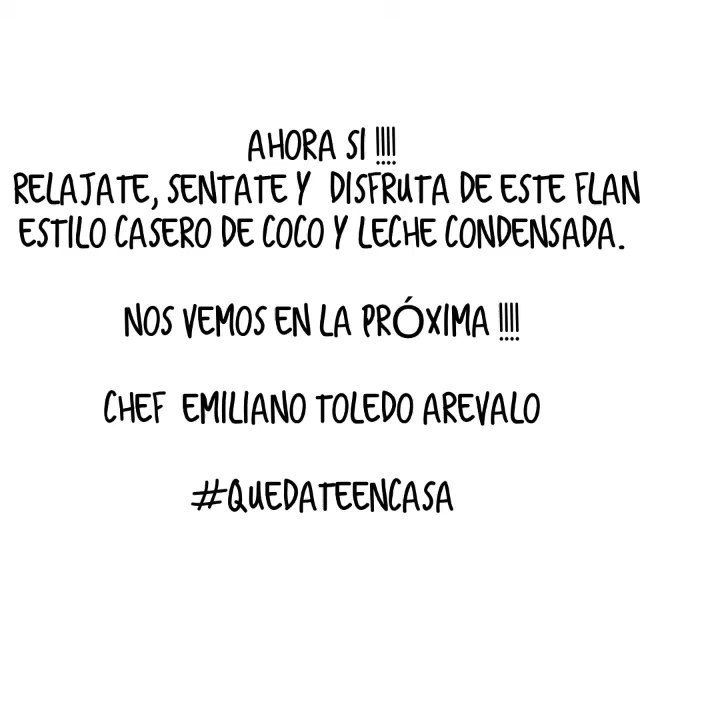 AHORA SI !!!!
RELAJATE, SENTATE Y DISFRUTA DE ESTE FLAN
ESTILO CASERO DE COCO Y LECHE CONDENSADA.
NOS VEMOS EN LA PRÓXIMA !!!!
CHEF EMILIANO TOLEDO AREVALO
#QUEDATEENCASA